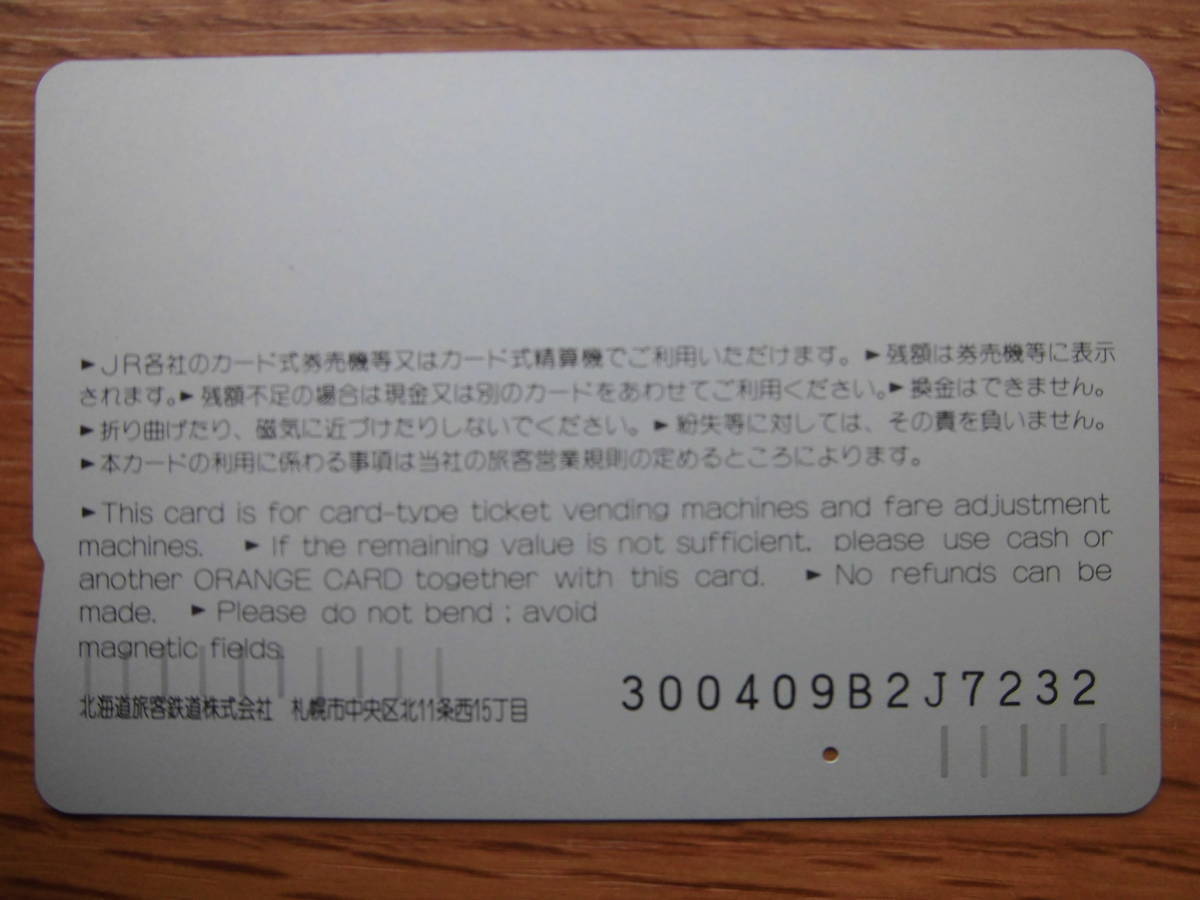 ►JR各社のカード式券売機等又はカード式精算機でご利用いただけます。►残額は券売機等に表示
されます。►残額不足の場合は現金又は別のカードをあわせてご利用ください。►換金はできません。
►折り曲げたり、磁気に近づけたりしないでください。►紛失等に対しては、その責を負いません。
►本カードの利用に係わる事項は当社の旅客営業規則の定めるところによります。
►This card is for card-type ticket vending machines and fare adjustment
machines. ►If the remaining value is not sufficient, please use cash or
another ORANGE CARD together with this card. ►No refunds can be
made. ►Please do not bend ; avoid
magnetic fields.
北海道旅客鉄道株式会社 札幌市中央区北11条西15丁目
300409B2J7232